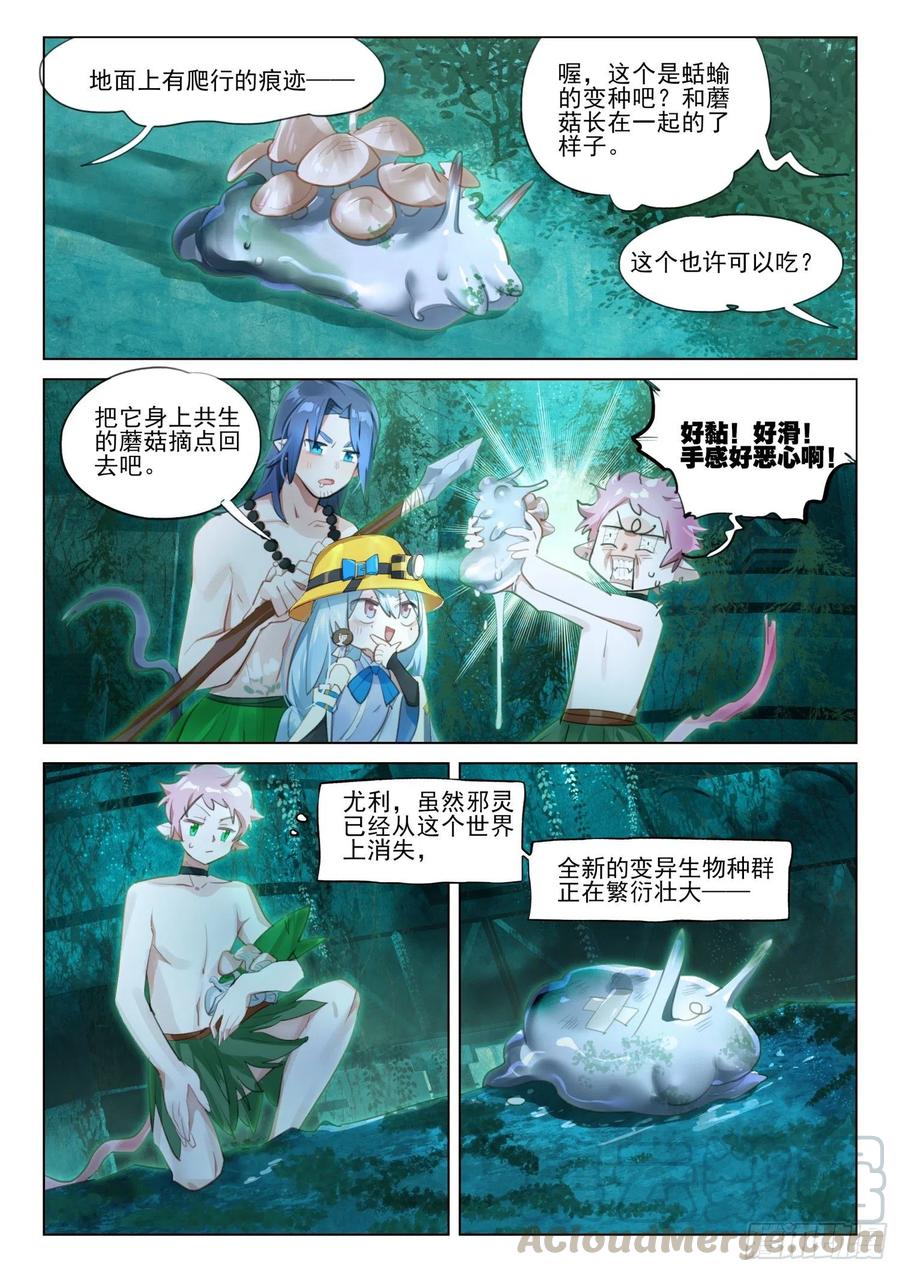 地面上有爬行的痕迹——
喔，这个是蛞蝓
的变种吧？和蘑
菇长在一起的了
样子。
这个也许可以吃？
把它身上共生
的蘑菇摘点回
去吧。
好黏！好滑！
手感好恶心啊！
尤利，虽然邪灵
已经从这个世界
上消失，
全新的变异生物种群
正在繁衍壮大——
AcloudMerge.com